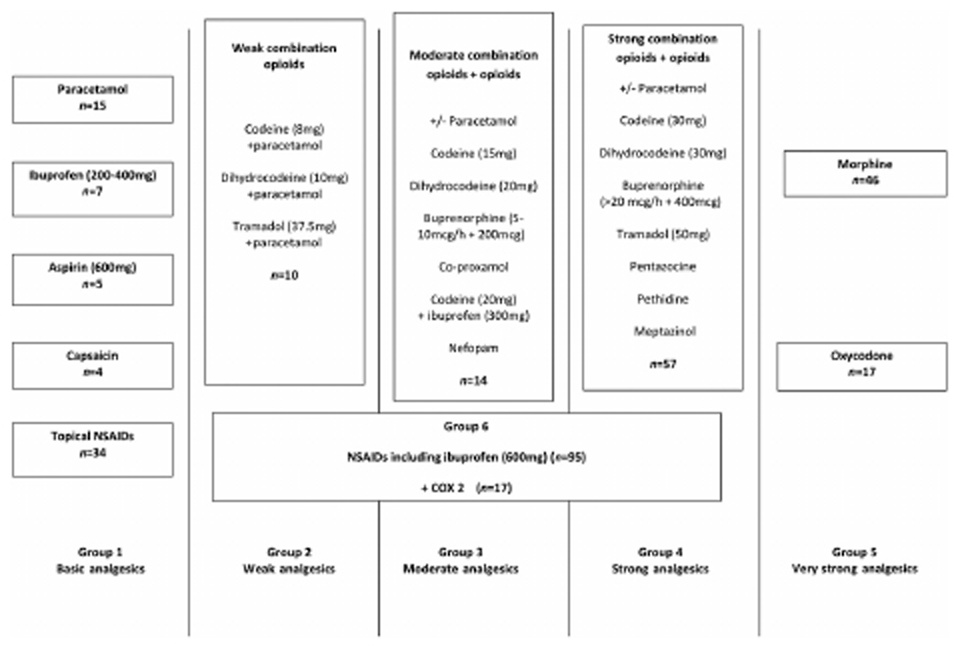 Paracetamol
n=15
Ibuprofen (200-400mg)
n=7
Aspirin (600mg)
n=5
Capsaicin
n=4
Topical NSAIDs
n=34
Group 1
Basic analgesics
Weak combination
opioids
Codeine (8mg)
+paracetamol
Dihydrocodeine (10mg)
+paracetamol
Tramadol (37.5mg)
+paracetamol
n=10
Group 2
Weak analgesics
Moderate combination
opioids + opioids
+/- Paracetamol
Codeine (15mg)
Dihydrocodeine (20mg)
Buprenorphine (5-
10mcg/h + 200mcg)
Co-proxamol
Codeine (20mg)
+ ibuprofen (300mg)
Nefopam
n=14
Group 3
Moderate analgesics
Strong combination
opioids + opioids
+/- Paracetamol
Codeine (30mg)
Dihydrocodeine (30mg)
Buprenorphine
(>20 mcg/h + 400mcg)
Tramadol (50mg)
Pentazocine
Pethidine
Meptazinol
n=57
Group 4
Strong analgesics
Group 6
NSAIDs including ibuprofen (600mg) (n=95)
+ COX 2 (n=17)
Morphine
n=46
Oxycodone
n=17
Group 5
Very strong analgesics